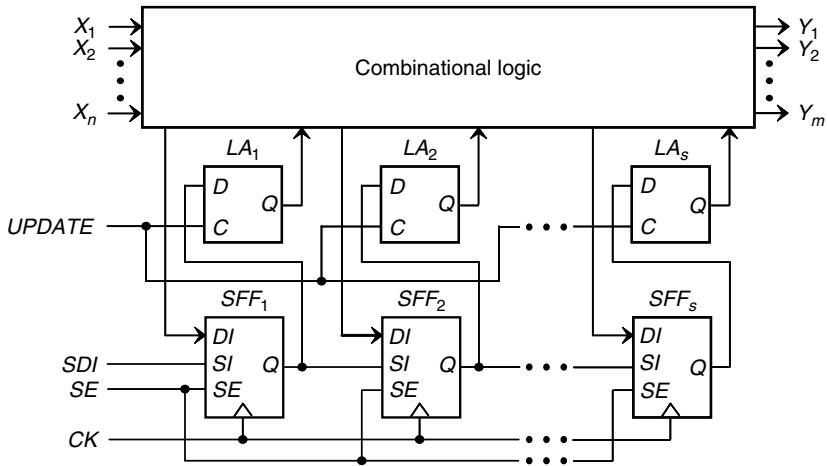 X₁ Y₁
X₂ Combinational logic Y₂
Xₙ Yₘ
LA₁ LA₂ LAₛ
D D D
Q Q Q
UPDATE C C C
SFF₁ SFF₂ SFFₛ
DI DI DI
SDI SI Q SI Q SI Q
SE SE SE SE
CK